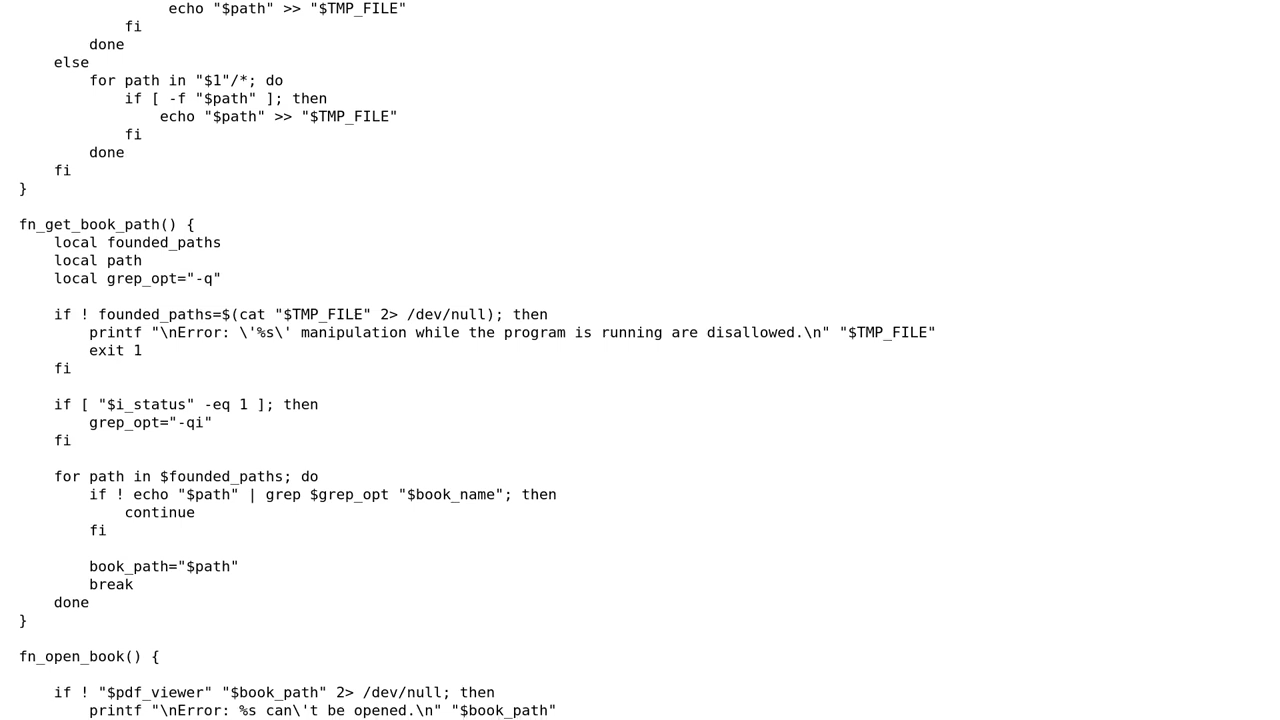 echo "$path" >> "$TMP_FILE"
            fi
        done
    else
        for path in "$1"/*; do
            if [ -f "$path" ]; then
                echo "$path" >> "$TMP_FILE"
            fi
        done
    fi
}

fn_get_book_path() {
    local founded_paths
    local path
    local grep_opt="-q"

    if ! founded_paths=$(cat "$TMP_FILE" 2> /dev/null); then
        printf "\nError: \'%s\' manipulation while the program is running are disallowed.\n" "$TMP_FILE"
        exit 1
    fi

    if [ "$i_status" -eq 1 ]; then
        grep_opt="-qi"
    fi

    for path in $founded_paths; do
        if ! echo "$path" | grep $grep_opt "$book_name"; then
            continue
        fi

        book_path="$path"
        break
    done
}

fn_open_book() {

    if ! "$pdf_viewer" "$book_path" 2> /dev/null; then
        printf "\nError: %s can\'t be opened.\n" "$book_path"